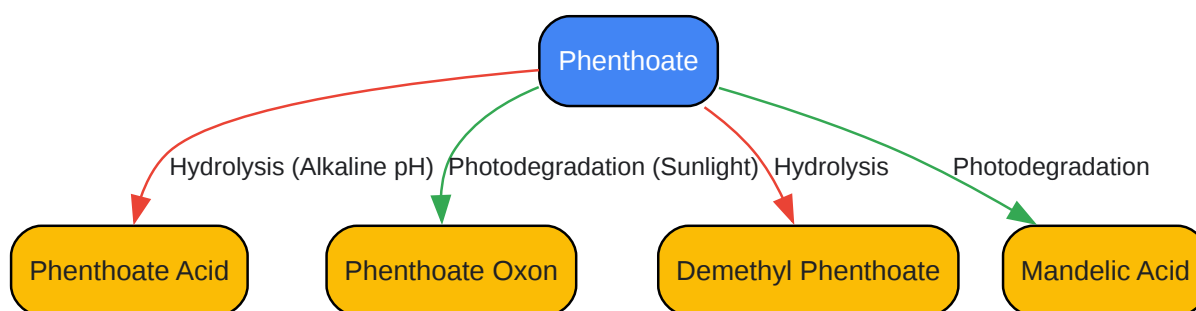 Phenthoate
Hydrolysis (Alkaline pH)
Photodegradation (Sunlight)
Hydrolysis
Photodegradation
Phenthoate Acid
Phenthoate Oxon
Demethyl Phenthoate
Mandelic Acid